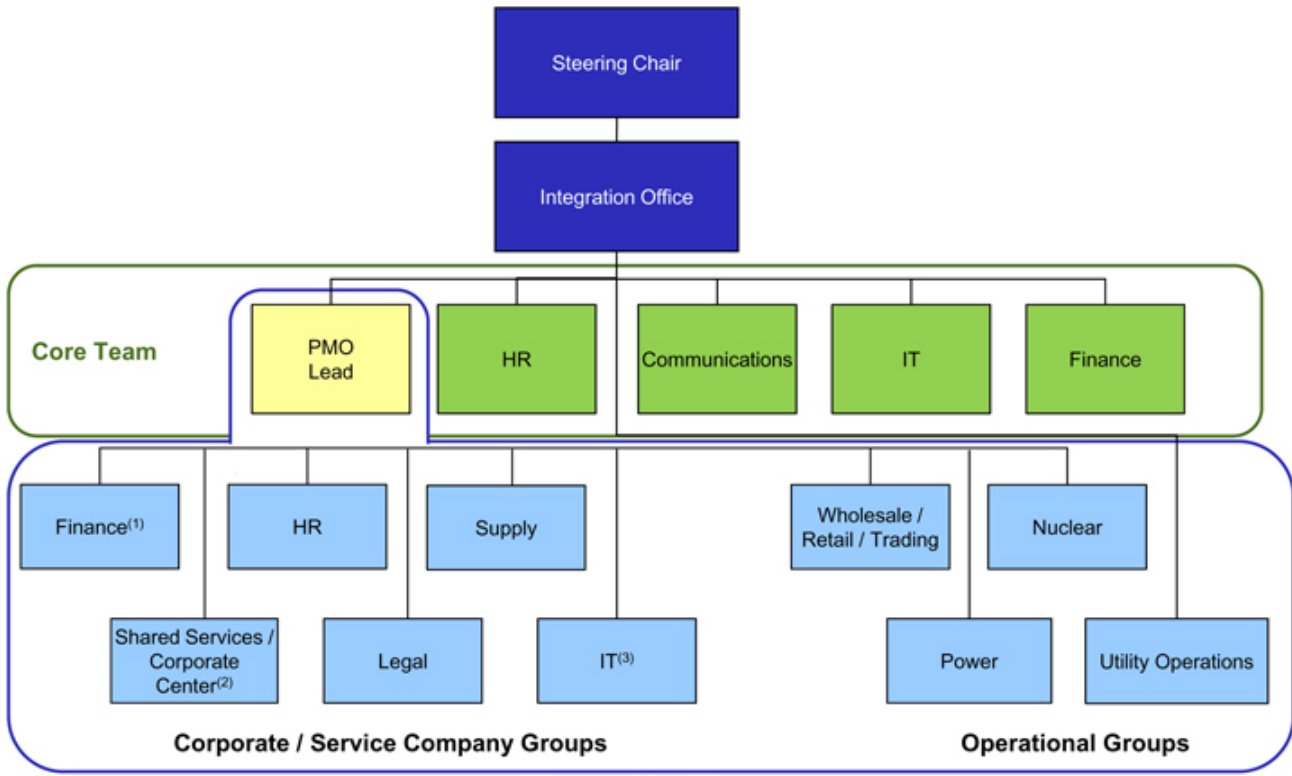 Steering Chair
Integration Office
Core Team
PMO
Lead
HR
Communications
IT
Finance
Finance(1)
HR
Supply
Wholesale /
Retail / Trading
Nuclear
Shared Services /
Corporate
Center(2)
Legal
IT(3)
Power
Utility Operations
Corporate / Service Company Groups
Operational Groups